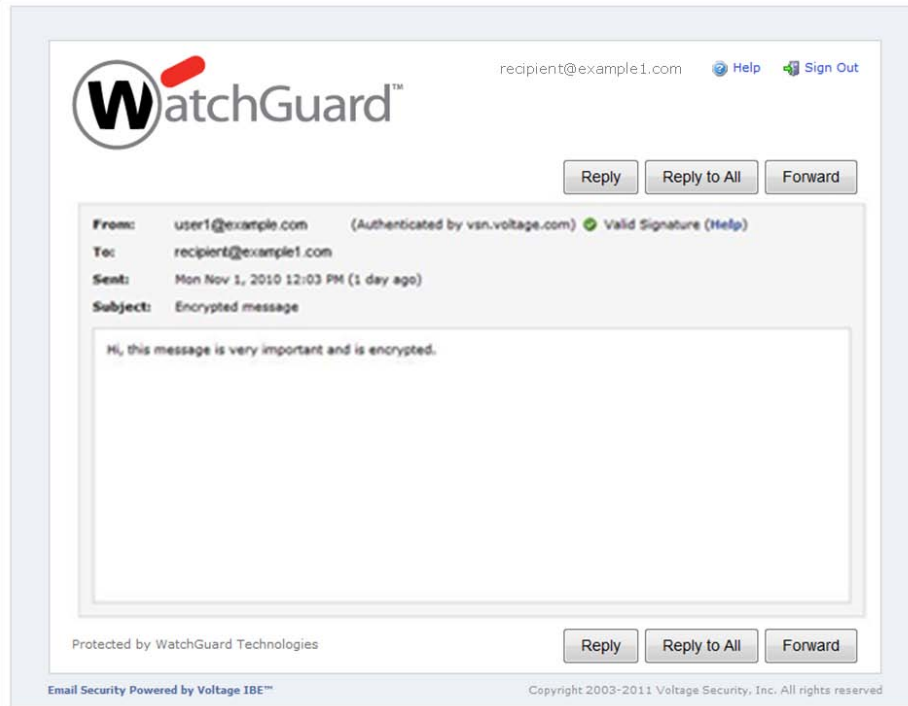 WatchGuard™
recipient@example1.com Help Sign Out
Reply Reply to All Forward
From: user1@example.com (Authenticated by vsn.voltage.com) Valid Signature (Help)
To: recipient@example1.com
Sent: Mon Nov 1, 2010 12:03 PM (1 day ago)
Subject: Encrypted message
Hi, this message is very important and is encrypted.
Protected by WatchGuard Technologies
Reply Reply to All Forward
Email Security Powered by Voltage IBE™ Copyright 2003-2011 Voltage Security, Inc. All rights reserved